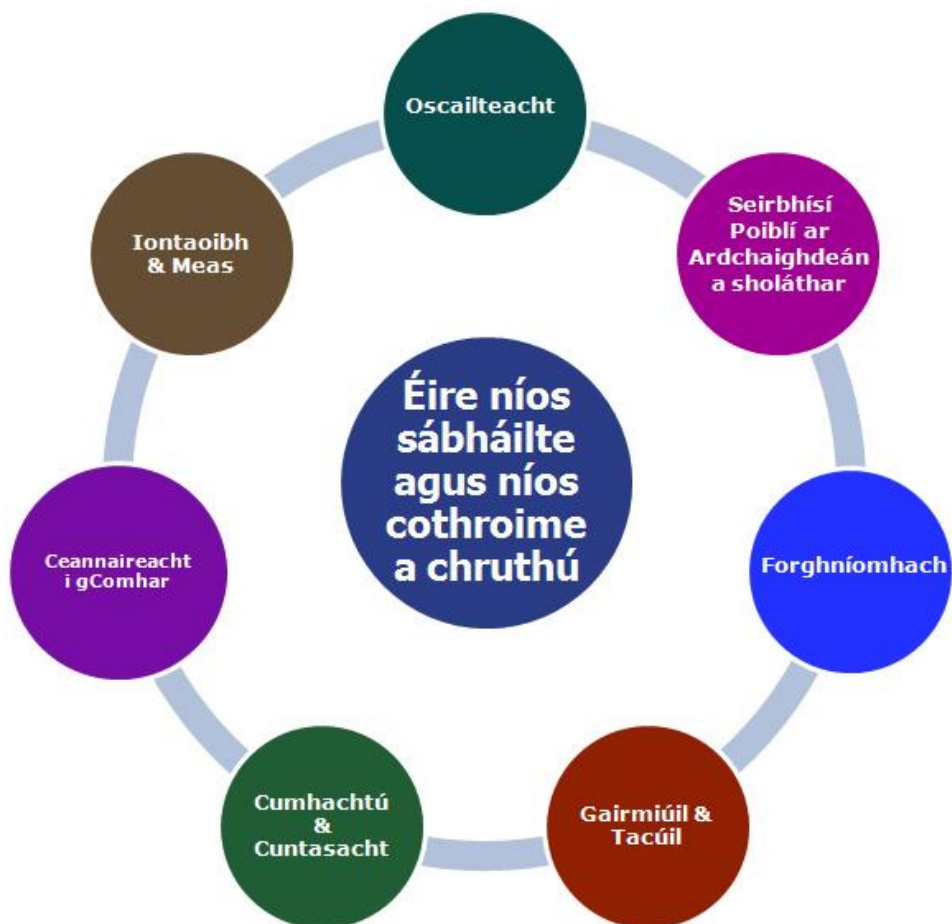 Oscailteacht
Seirbhísí
Poiblí ar
Ardchaighdeán
a sholáthar
Forghníomhach
Gairmiúil &
Tacúil
Cumhachtú
&
Cuntasacht
Ceannaireacht
i gComhar
Iontaoibh
& Meas
Éire níos
sábháilte
agus níos
cothroime
a chruthú